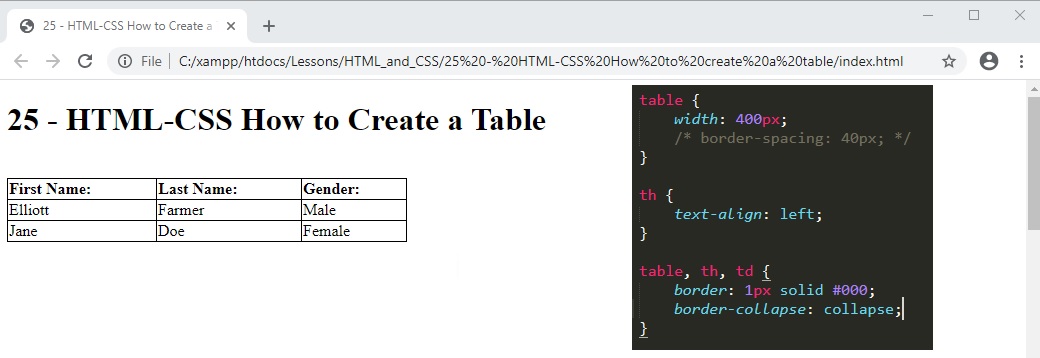 25 - HTML-CSS How to Create a
File | C:/xampp/htdocs/Lessons/HTML_and_CSS/25%20-%20HTML-CSS%20How%20to%20create%20a%20table/index.html
25 - HTML-CSS How to Create a Table
First Name: Last Name: Gender:
Elliott Farmer Male
Jane Doe Female
table {
width: 400px;
/* border-spacing: 40px; */
}
th {
text-align: left;
}
table, th, td {
border: 1px solid #000;
border-collapse: collapse;
}